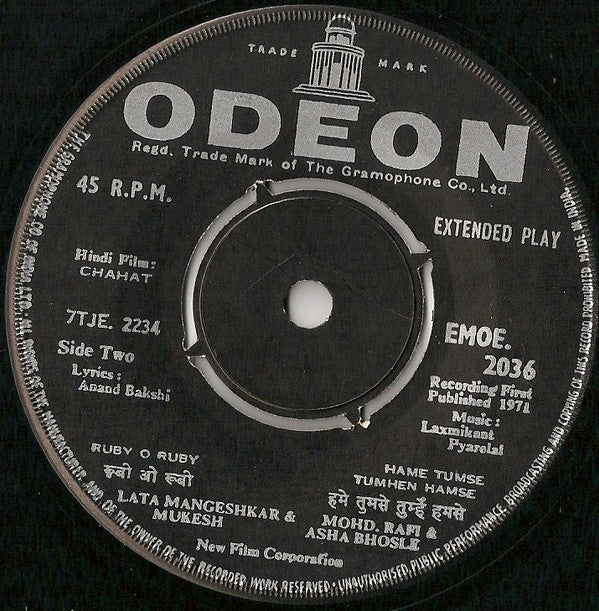 TRADE MARK
ODEON
Regd. Trade Mark of The Gramophone Co., Ltd.
45 R.P.M.
EXTENDED PLAY
Hindi Film:
CHAHAT
7TJE. 2234
Side Two
Lyrics:
Anand Bakshi
EMOE.
2036
Recording First
Published 1971
Music:
Laxmikant
Pyarelal
RUBY O RUBY
रूबी ओ रूबी
LATA MANGESHKAR &
MUKESH
HAME TUMSE
TUMHEN HAMSE
हमे तुमसे तुम्हें हमसे
MOHD. RAFI &
ASHA BHOSLE
New Film Corporation
THE GRAMOPHONE CO. OF INDIA, LTD. ALL RIGHTS OF THE MANUFACTURER AND OF THE OWNER OF THE RECORDED WORK RESERVED · UNAUTHORISED PUBLIC PERFORMANCE, BROADCASTING AND COPYING OF THIS RECORD PROHIBITED MADE IN INDIA